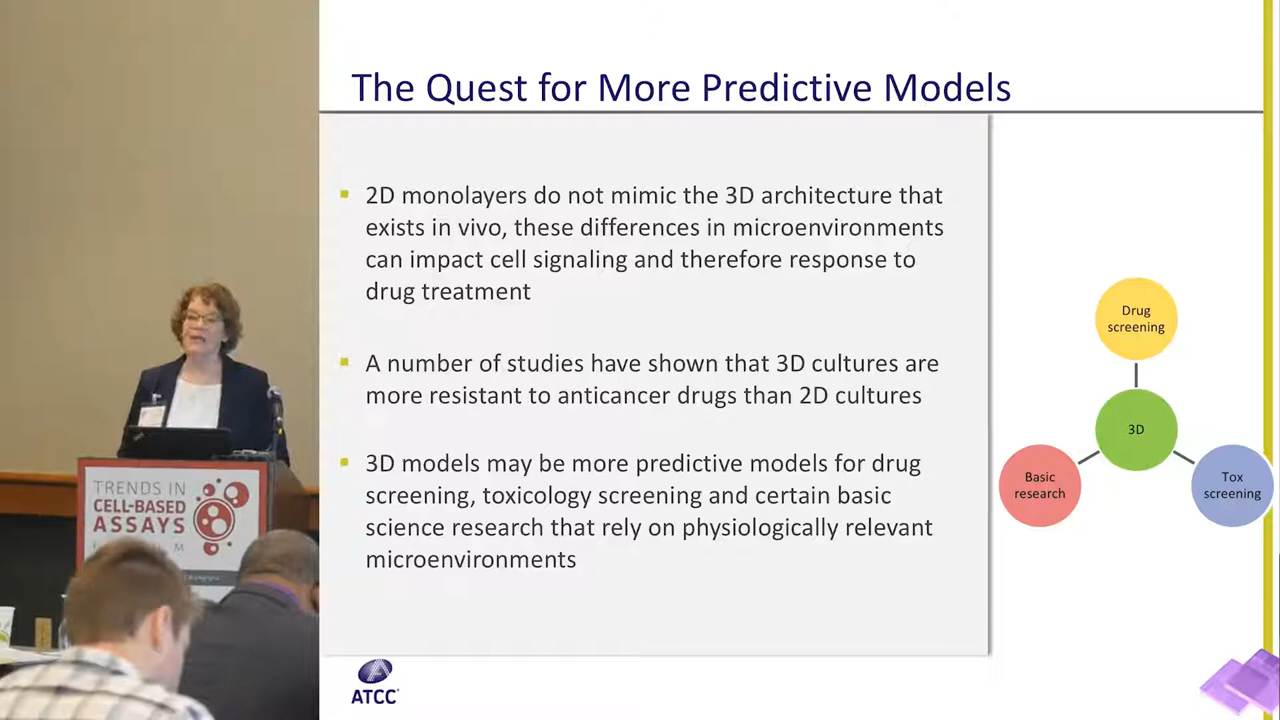 The Quest for More Predictive Models
2D monolayers do not mimic the 3D architecture that
exists in vivo, these differences in microenvironments
can impact cell signaling and therefore response to
drug treatment
A number of studies have shown that 3D cultures are
more resistant to anticancer drugs than 2D cultures
3D models may be more predictive models for drug
screening, toxicology screening and certain basic
science research that rely on physiologically relevant
microenvironments
Drug
screening
3D
Basic
research
Tox
screening
ATCC
TRENDS IN
CELL-BASED
ASSAYS